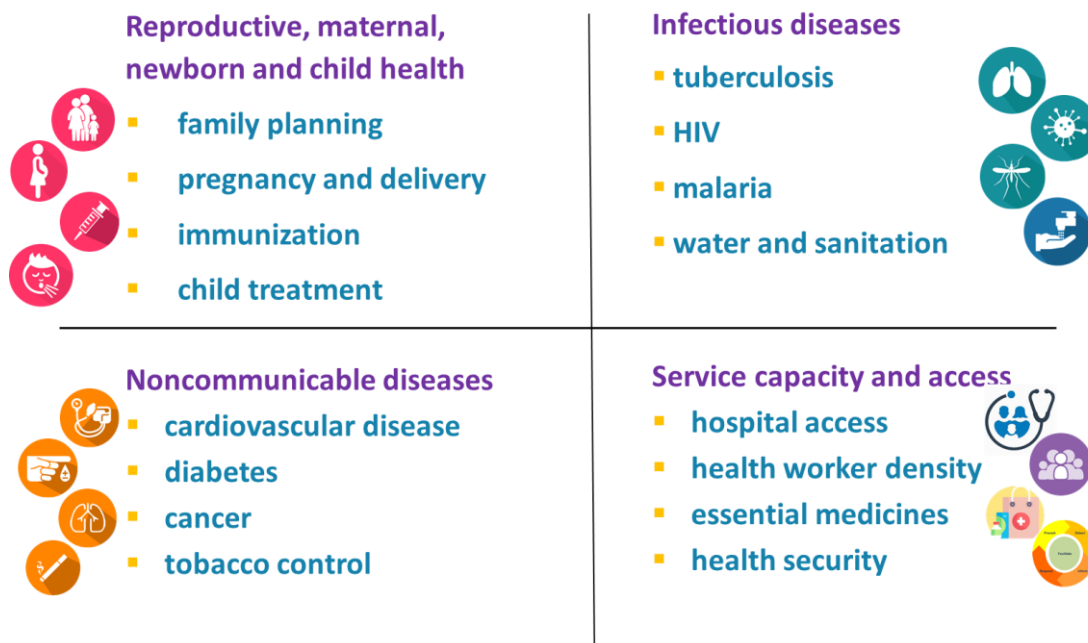 Reproductive, maternal,
newborn and child health
family planning
pregnancy and delivery
immunization
child treatment
Infectious diseases
tuberculosis
HIV
malaria
water and sanitation
Noncommunicable diseases
cardiovascular disease
diabetes
cancer
tobacco control
Service capacity and access
hospital access
health worker density
essential medicines
health security